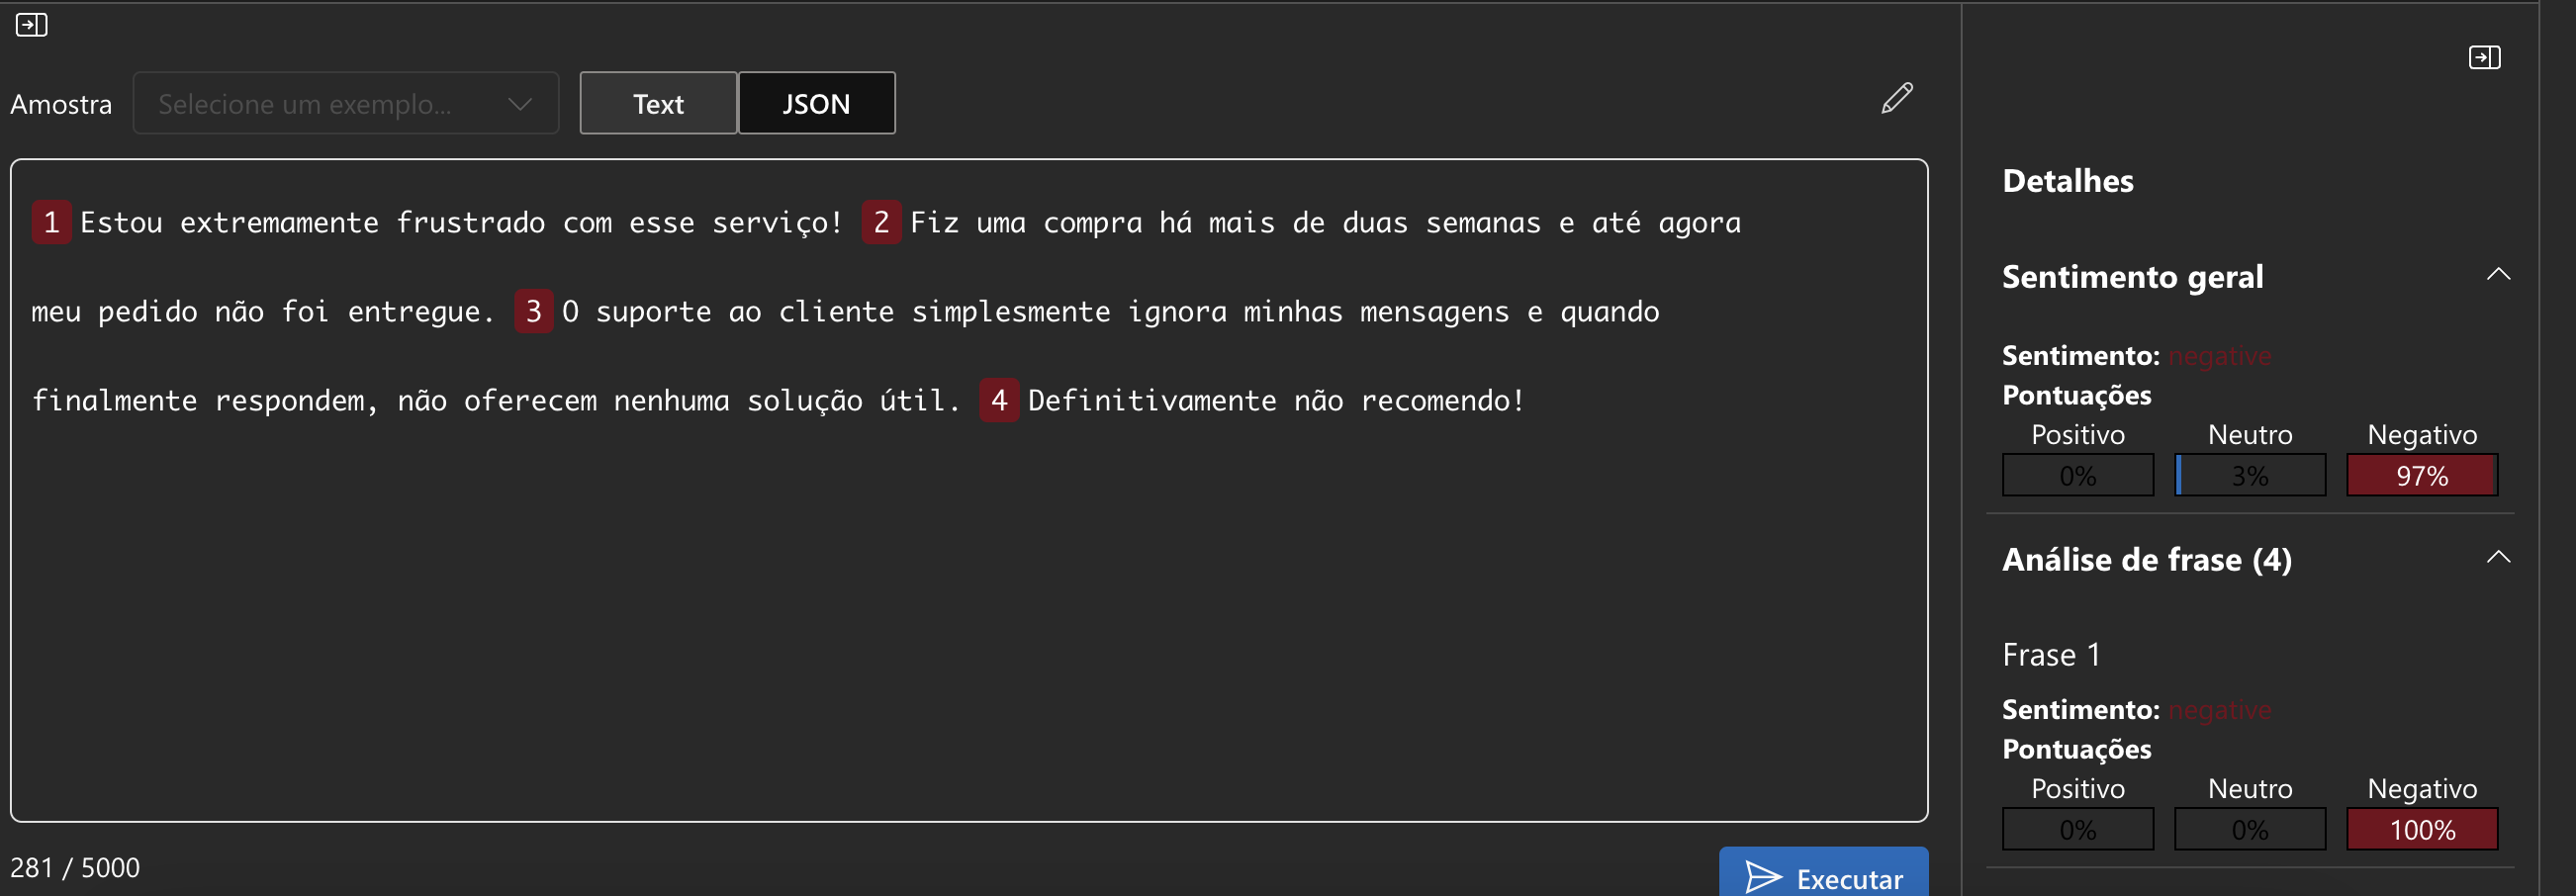 Amostra Selecione um exemplo... Text JSON
1 Estou extremamente frustrado com esse serviço! 2 Fiz uma compra há mais de duas semanas e até agora
meu pedido não foi entregue. 3 O suporte ao cliente simplesmente ignora minhas mensagens e quando
finalmente respondem, não oferecem nenhuma solução útil. 4 Definitivamente não recomendo!
281 / 5000
Executar
Detalhes
Sentimento geral
Sentimento: negative
Pontuações
Positivo Neutro Negativo
0% 3% 97%
Análise de frase (4)
Frase 1
Sentimento: negative
Pontuações
Positivo Neutro Negativo
0% 0% 100%